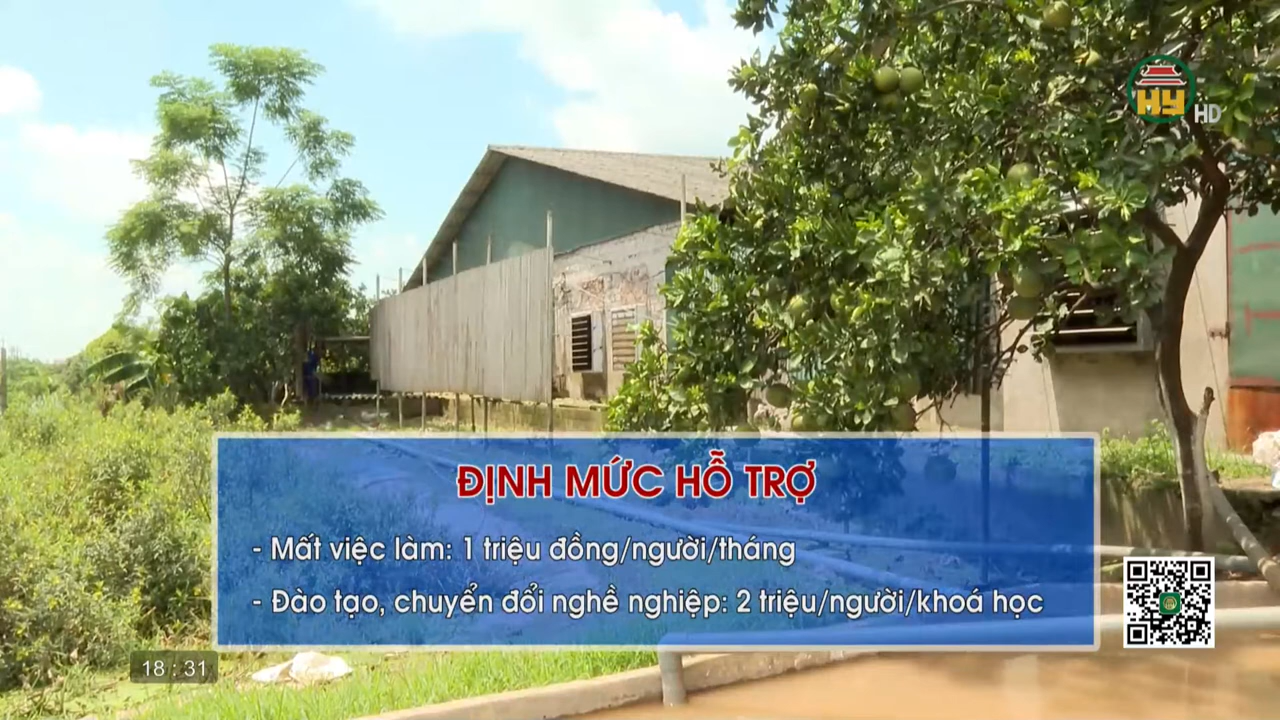 HY HD
ĐỊNH MỨC HỖ TRỢ
- Mất việc làm: 1 triệu đồng/người/tháng
- Đào tạo, chuyển đổi nghề nghiệp: 2 triệu/người/khoá học
18 : 31